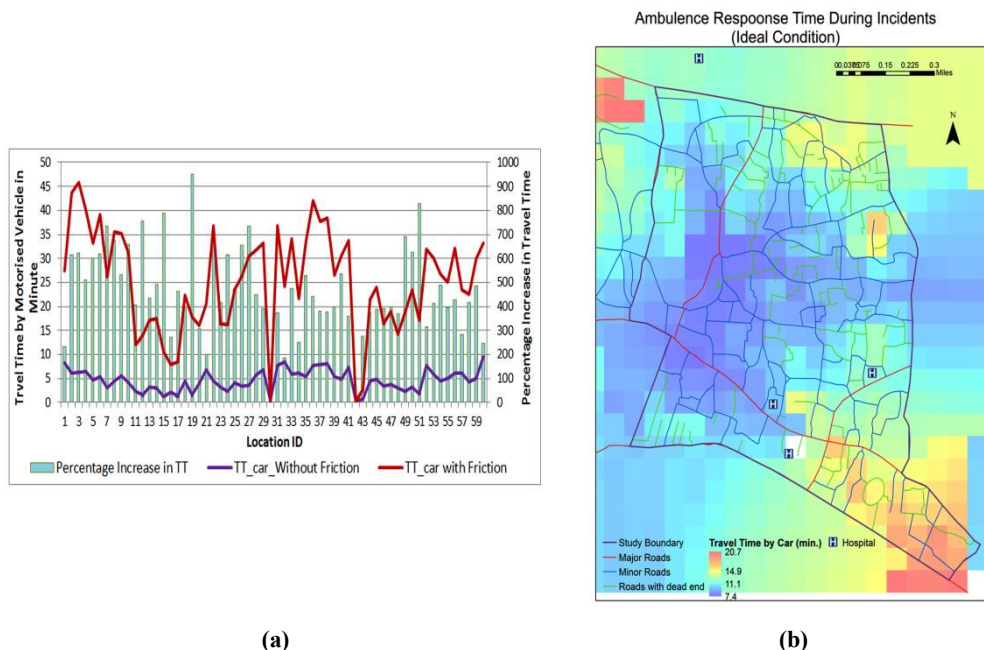 Ambulence Respoonse Time During Incidents
(Ideal Condition)
00.0375.075 0.15 0.225 0.3
Miles
N
H
50
45
40
35
30
25
20
15
10
5
0
Travel Time by Motorised Vehicle in
Minute
1000
900
800
700
600
500
400
300
200
100
0
Percentage Increase in Travel Time
1 3 5 7 9 11 13 15 17 19 21 23 25 27 29 31 33 35 37 39 41 43 45 47 49 51 53 55 57 59
Location ID
Percentage Increase in TT TT_car_Without Friction TT_car with Friction
H
H
H
Study Boundary
Major Roads
Minor Roads
Roads with dead end
Travel Time by Car (min.)
20.7
14.9
11.1
7.4
H Hospital
(a)
(b)